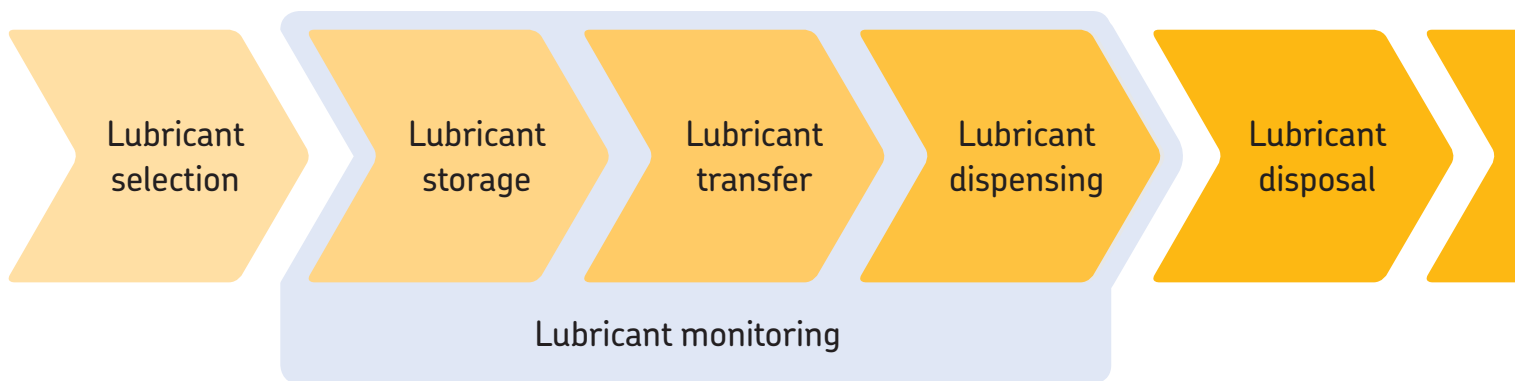 Lubricant
selection
Lubricant
storage
Lubricant
transfer
Lubricant
dispensing
Lubricant
disposal
Lubricant monitoring